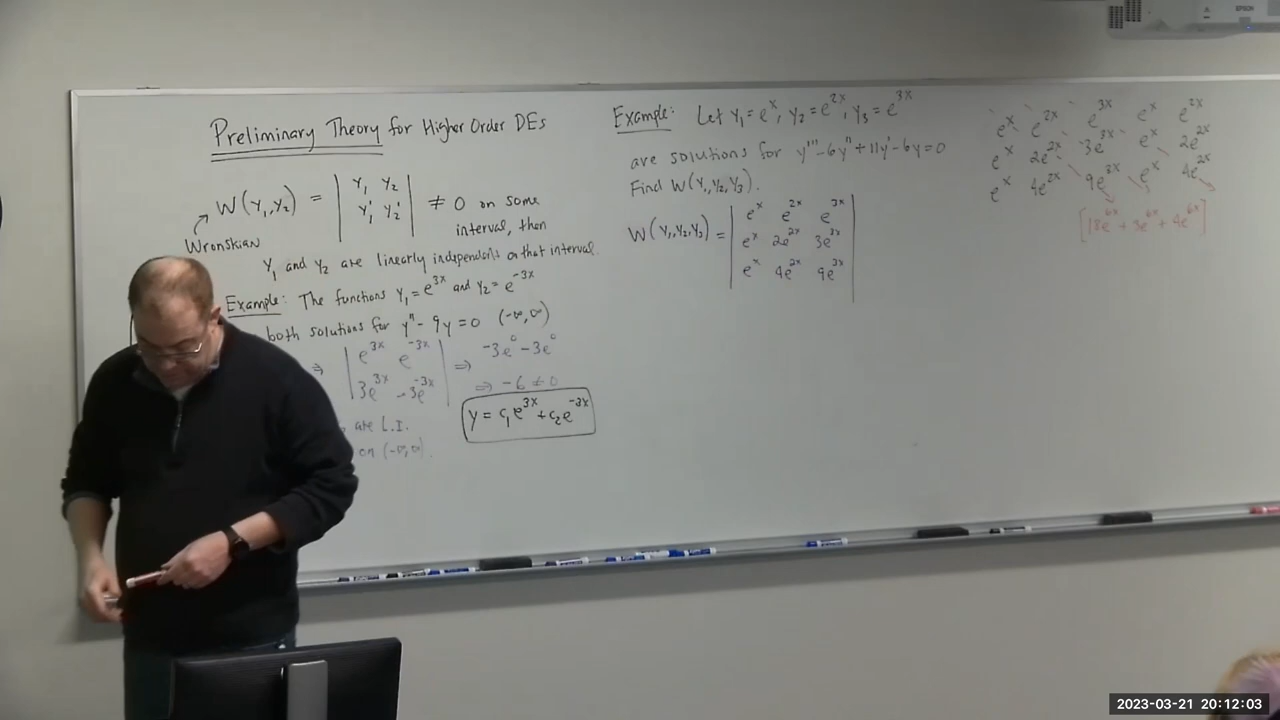 Preliminary Theory for Higher Order DEs
W(Y₁,Y₂) = | Y₁ Y₂ | ≠ 0 on some
| Y₁' Y₂' | interval, then
Wronskian
Y₁ and Y₂ are linearly independent on that interval.
Example: The functions Y₁ = e^3x and Y₂ = e^-3x
both solutions for y'' - 9y = 0 (-∞, ∞)
⇒ | e^3x e^-3x | ⇒ -3e^0 - 3e^0
| 3e^3x -3e^-3x | ⇒ -6 ≠ 0
y = c₁e^3x + c₂e^-3x
are L.I.
on (-∞,∞).
Example: Let Y₁ = e^x, Y₂ = e^2x, Y₃ = e^3x
are solutions for y''' - 6y'' + 11y' - 6y = 0
Find W(Y₁,Y₂,Y₃).
W(Y₁,Y₂,Y₃) = | e^x e^2x e^3x |
| e^x 2e^2x 3e^3x |
| e^x 4e^2x 9e^3x |
e^x e^2x e^3x e^x e^2x
e^x 2e^2x 3e^3x e^x 2e^2x
e^x 4e^2x 9e^3x e^x 4e^2x
[18e^6x + 3e^6x + 4e^6x]
EPSON
2023-03-21 20:12:03